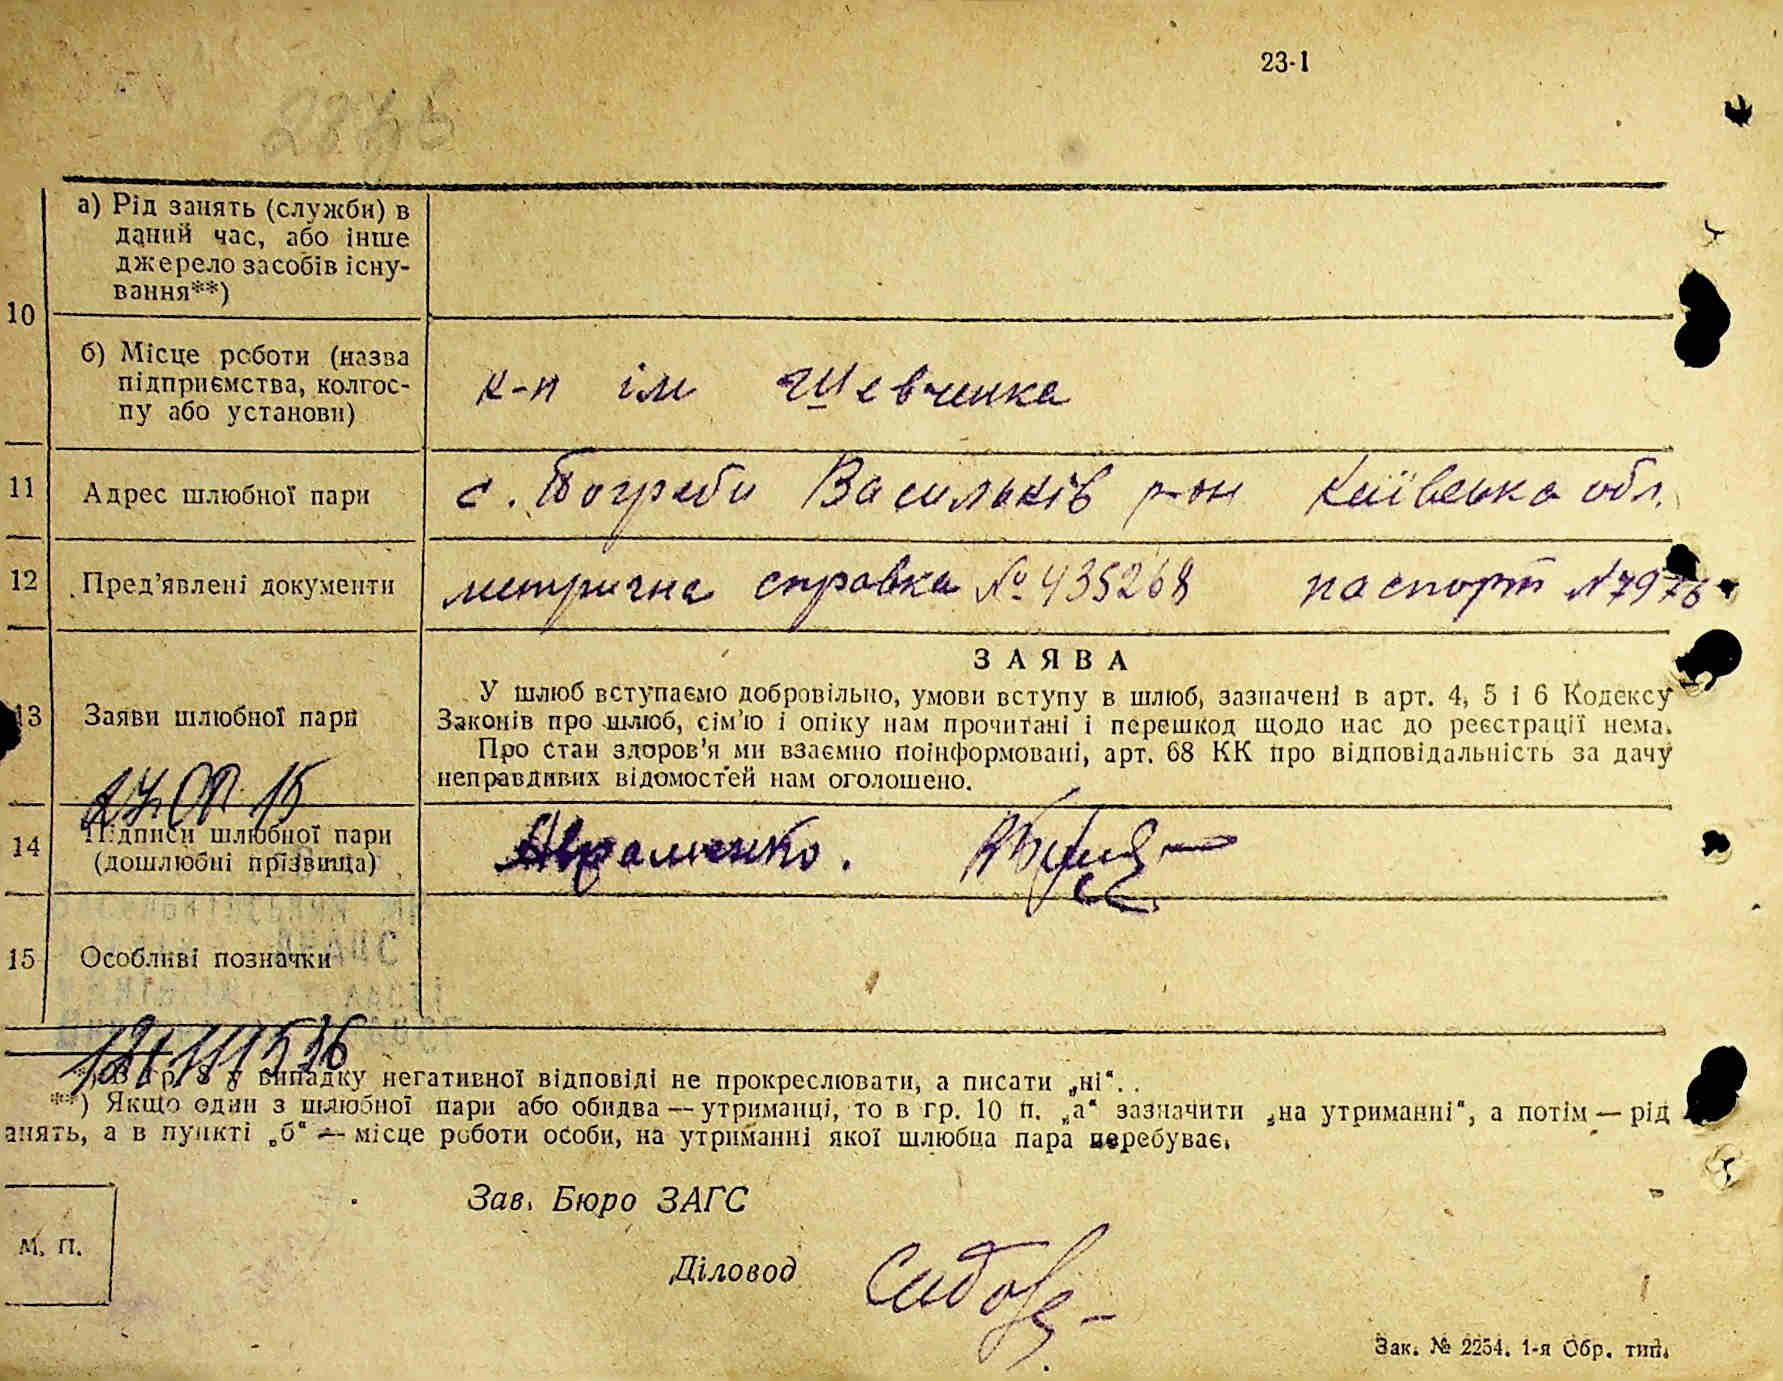 23-1
а) Рід занять (служби) в
даний час, або інше
джерело засобів існу-
вання**)
10
б) Місце роботи (назва
підприємства, колгос-
пу або установи)
к-п ім Шевченка
11 Адрес шлюбної пари с. Погреби Васильків р-он Київська обл.
12 Пред’явлені документи метрична справка № 435268 паспорт №7976
ЗАЯВА
13 Заяви шлюбної пари
У шлюб вступаємо добровільно, умови вступу в шлюб, зазначені в арт. 4, 5 і 6 Кодексу
Законів про шлюб, сім’ю і опіку нам прочитані і перешкод щодо нас до реєстрації нема.
Про стан здоров’я ми взаємно поінформовані, арт. 68 КК про відповідальність за дачу
неправдивих відомостей нам оголошено.
14 Підписи шлюбної пари
(дошлюбні прізвища)
Авраменко.
15 Особливі позначки
випадку негативної відповіді не прокреслювати, а писати „ні“.
**) Якщо один з шлюбної пари або обидва — утриманці, то в гр. 10 п. „а“ зазначити „на утриманні“, а потім — рід
анять, а в пункті „б“ — місце роботи особи, на утриманні якої шлюбна пара перебуває.
Зав. Бюро ЗАГС
М. П.
Діловод
Зак. № 2254. 1-я Обр. тип.